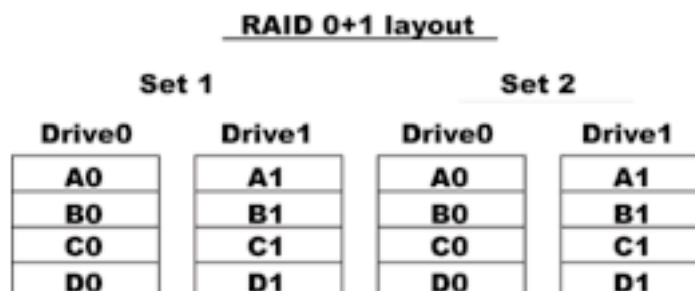 RAID 0+1 layout
Set 1 Set 2
Drive0 Drive1 Drive0 Drive1
A0 A1 A0 A1
B0 B1 B0 B1
C0 C1 C0 C1
D0 D1 D0 D1